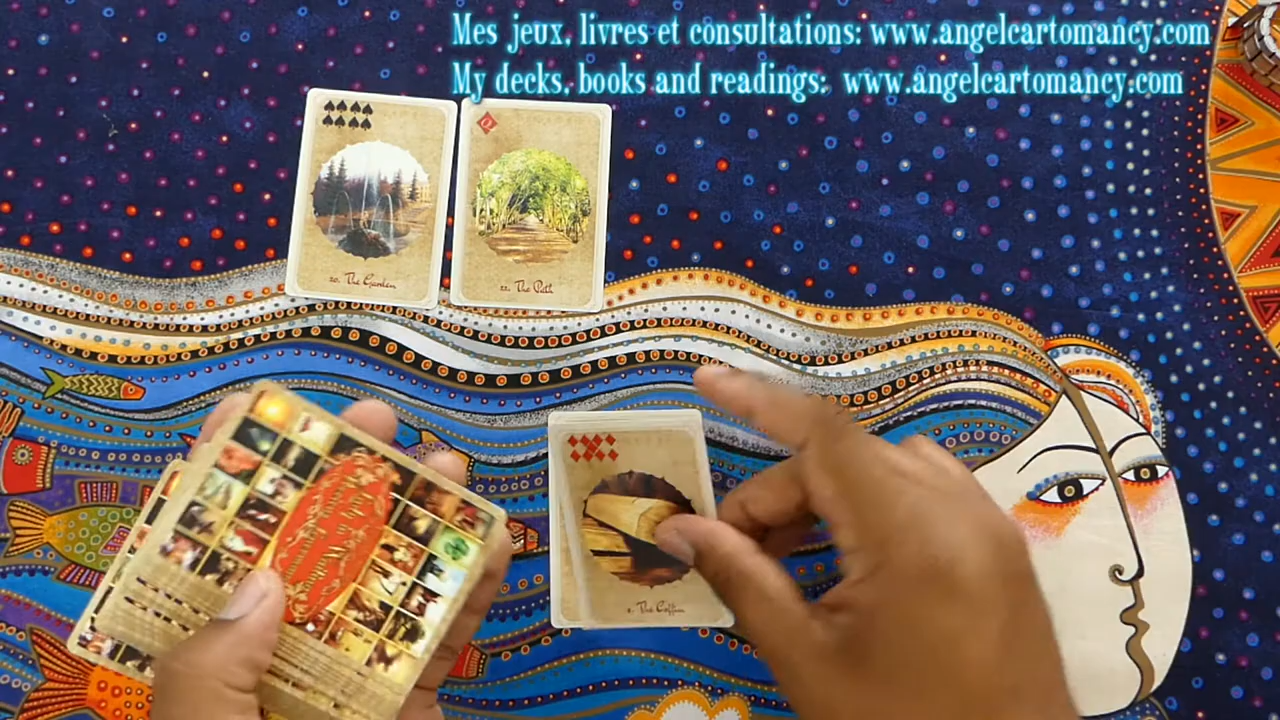 Mes jeux, livres et consultations: www.angelcartomancy.com
My decks, books and readings: www.angelcartomancy.com
Q
20. The Garden
22. The Path
8. The Coffin